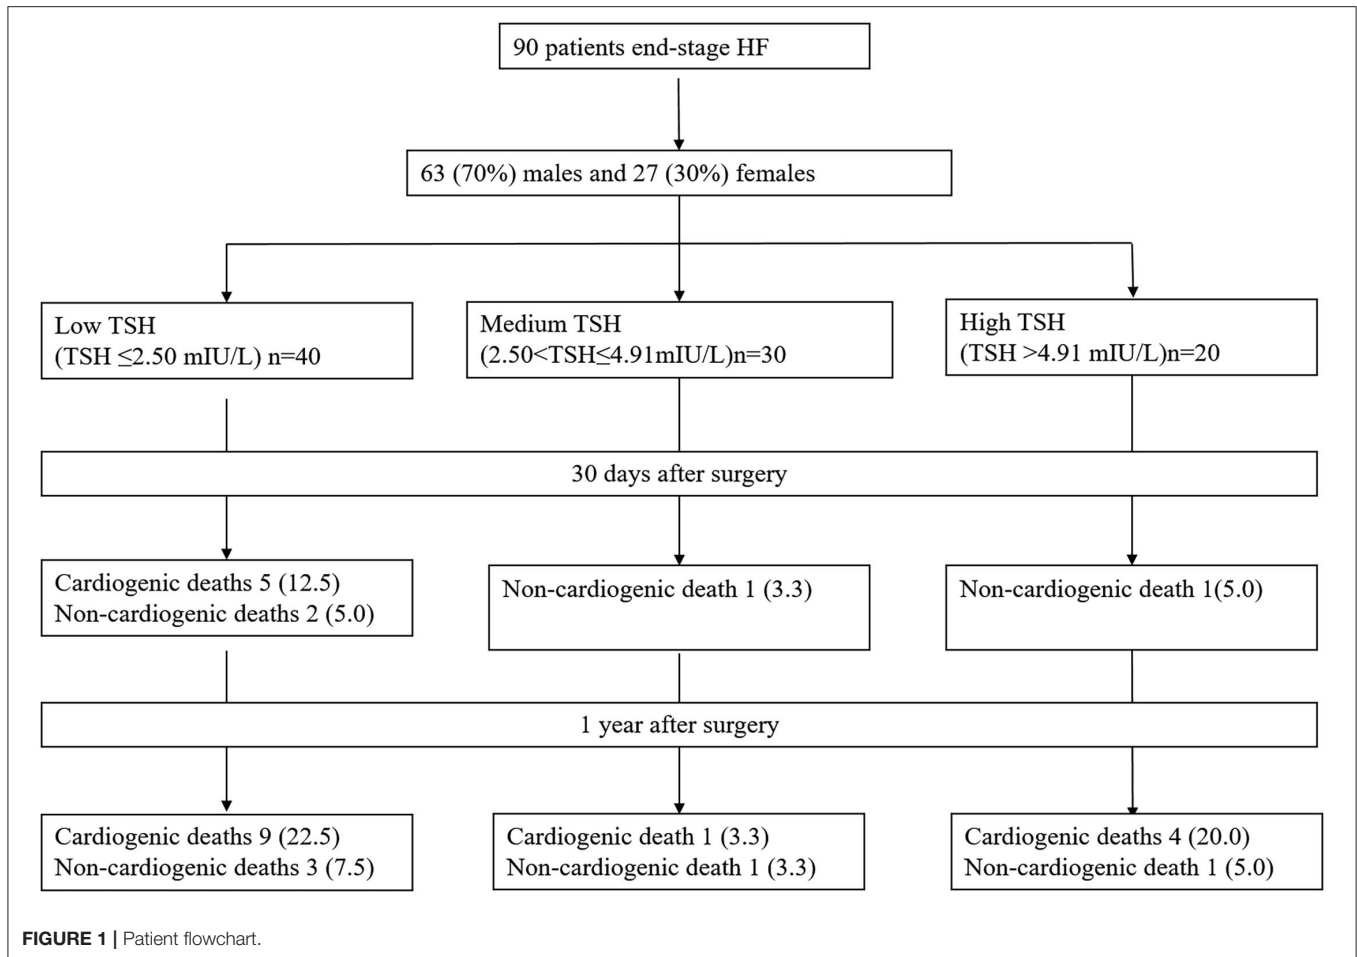 90 patients end-stage HF
63 (70%) males and 27 (30%) females
Low TSH
(TSH ≤2.50 mIU/L) n=40
Medium TSH
(2.50<TSH≤4.91mIU/L)n=30
High TSH
(TSH >4.91 mIU/L)n=20
30 days after surgery
Cardiogenic deaths 5 (12.5)
Non-cardiogenic deaths 2 (5.0)
Non-cardiogenic death 1 (3.3)
Non-cardiogenic death 1(5.0)
1 year after surgery
Cardiogenic deaths 9 (22.5)
Non-cardiogenic deaths 3 (7.5)
Cardiogenic death 1 (3.3)
Non-cardiogenic death 1 (3.3)
Cardiogenic deaths 4 (20.0)
Non-cardiogenic death 1 (5.0)
FIGURE 1 | Patient flowchart.